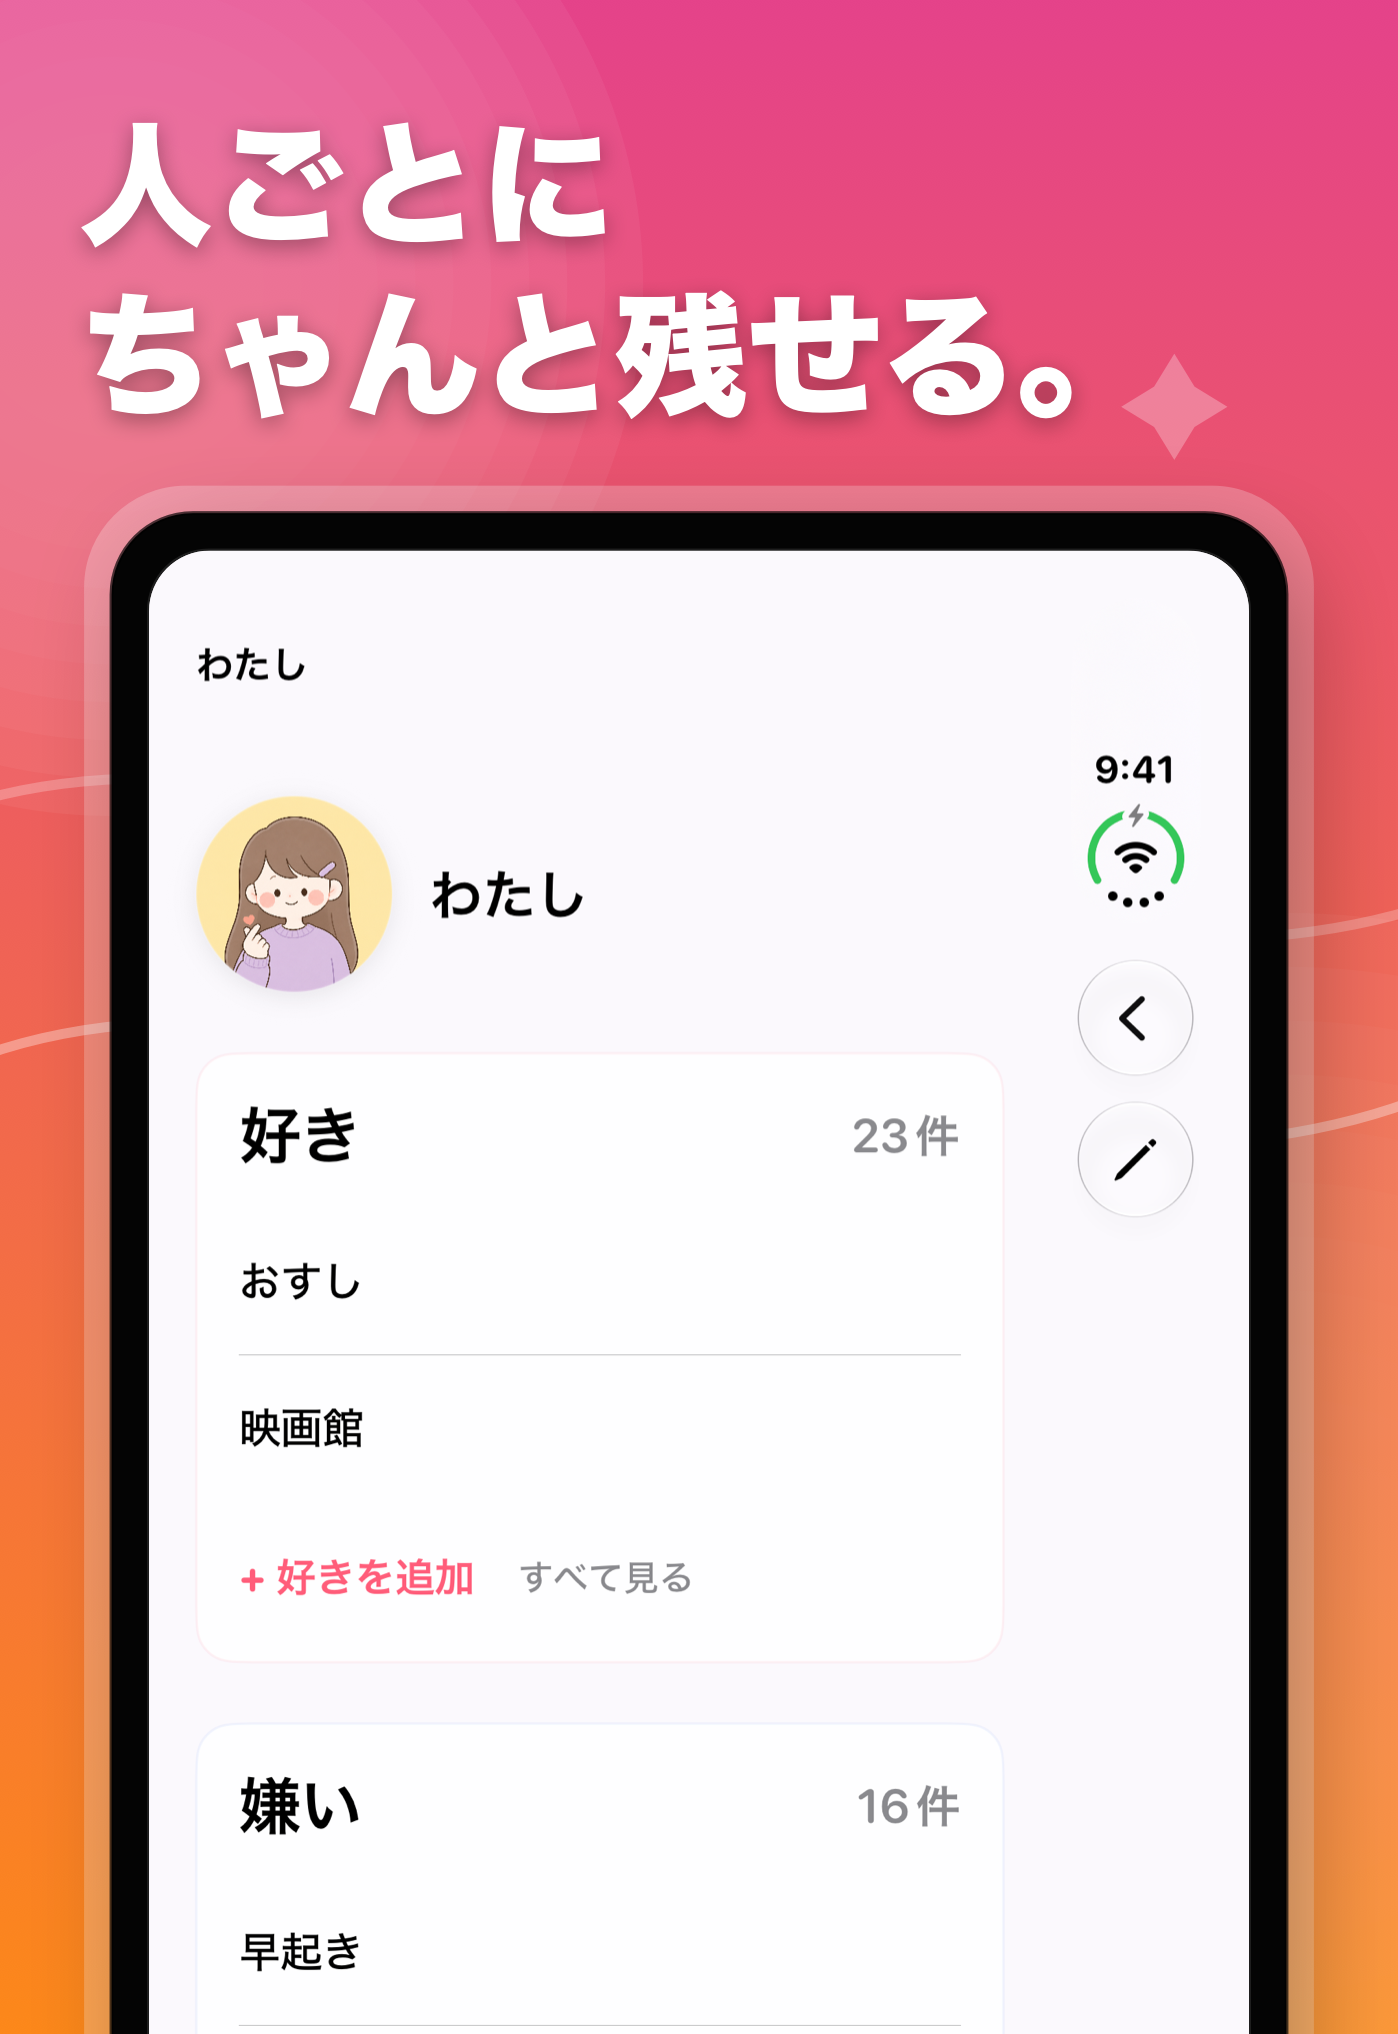 人ごとに
ちゃんと残せる。
わたし
9:41
わたし
好き
23件
おすし
映画館
+ 好きを追加
すべて見る
嫌い
16件
早起き